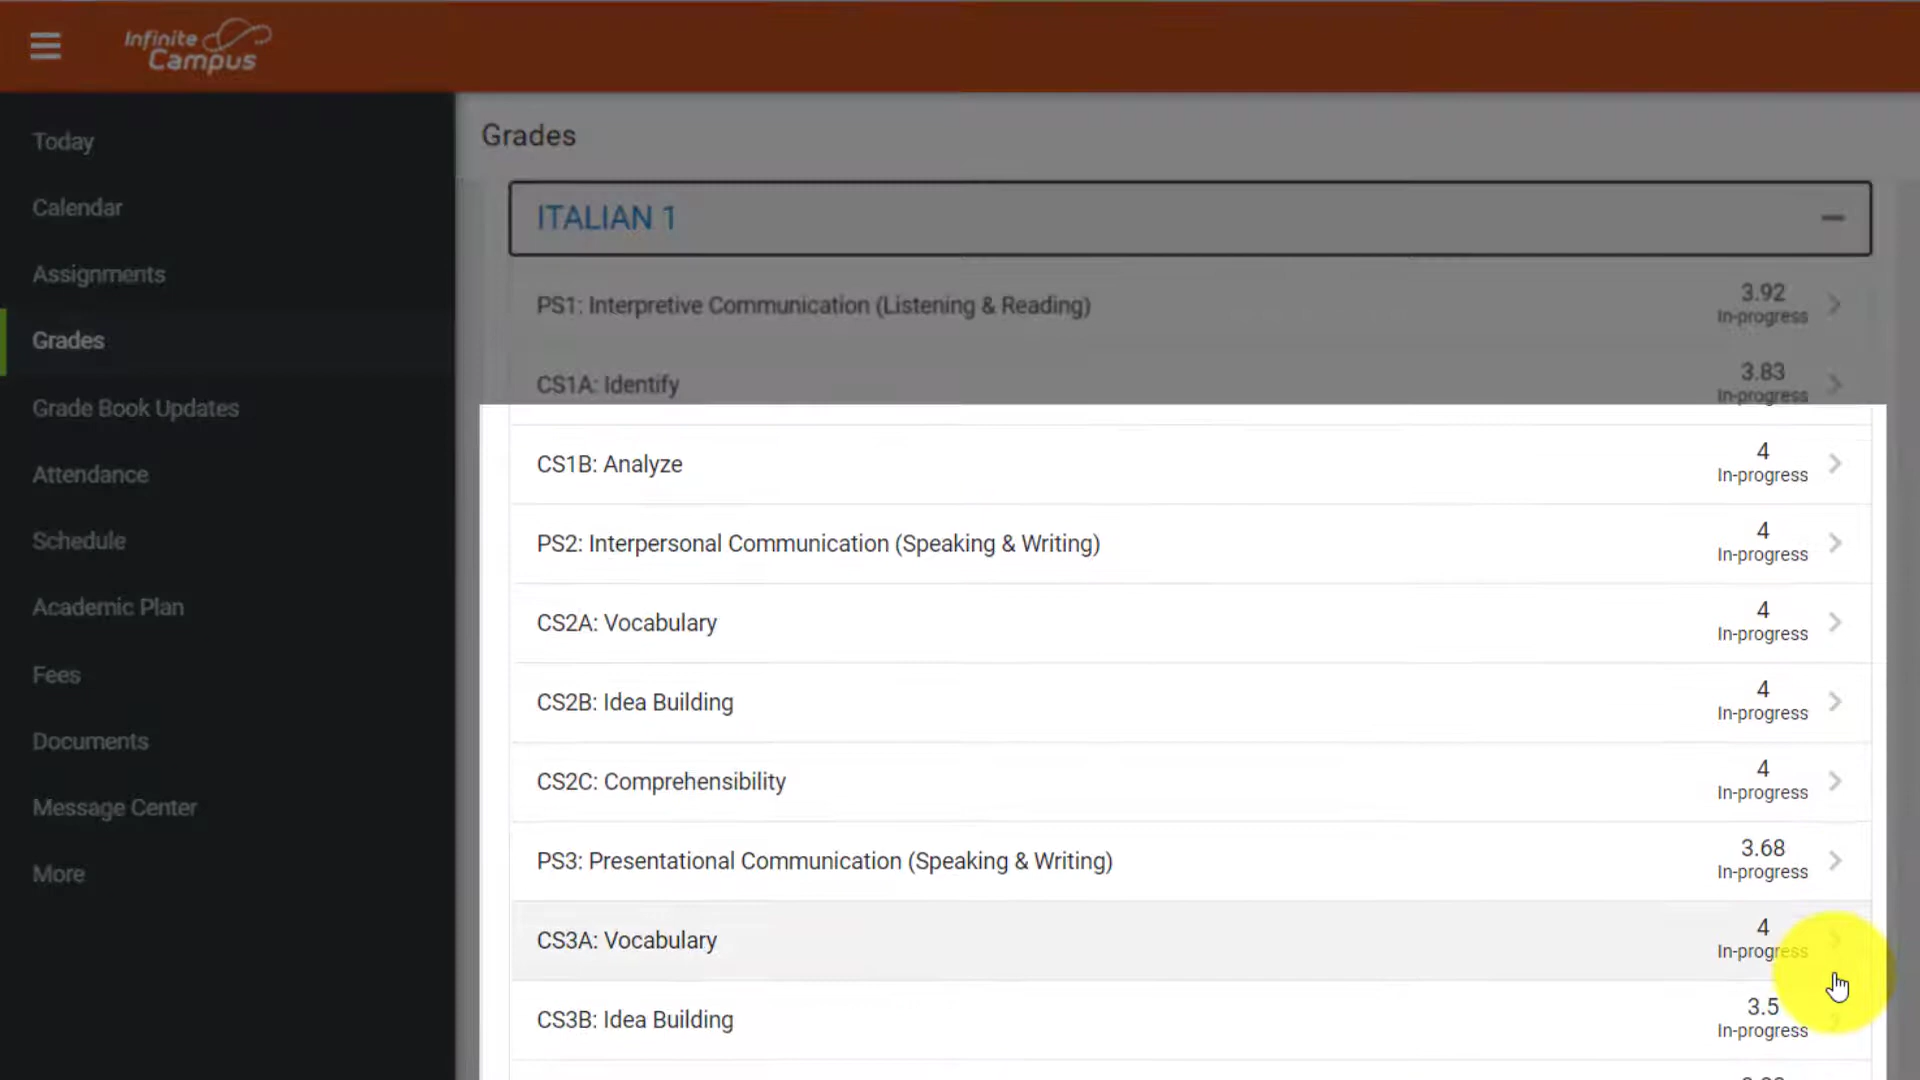 Infinite
Campus
Today
Calendar
Assignments
Grades
Grade Book Updates
Attendance
Schedule
Academic Plan
Fees
Documents
Message Center
More
Grades
ITALIAN 1
PS1: Interpretive Communication (Listening & Reading)
3.92
In-progress
CS1A: Identify
3.83
In-progress
CS1B: Analyze
4
In-progress
PS2: Interpersonal Communication (Speaking & Writing)
4
In-progress
CS2A: Vocabulary
4
In-progress
CS2B: Idea Building
4
In-progress
CS2C: Comprehensibility
4
In-progress
PS3: Presentational Communication (Speaking & Writing)
3.68
In-progress
CS3A: Vocabulary
4
In-progress
CS3B: Idea Building
3.5
In-progress